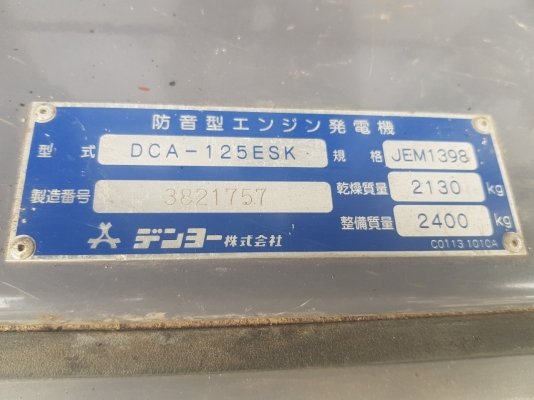 防音型エンジン発電機
型式 DCA-125ESK 規格 JEM1398
製造番号 3821757 乾燥質量 2130 kg
整備質量 2400 kg
デンヨー株式会社
C01131010A